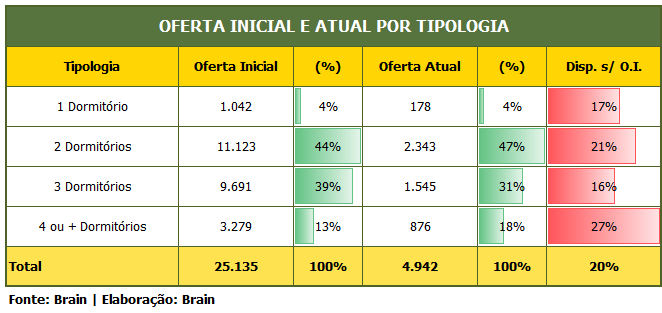 OFERTA INICIAL E ATUAL POR TIPOLOGIA
Tipologia Oferta Inicial (%) Oferta Atual (%) Disp. s/ O.I.
1 Dormitório 1.042 4% 178 4% 17%
2 Dormitórios 11.123 44% 2.343 47% 21%
3 Dormitórios 9.691 39% 1.545 31% 16%
4 ou + Dormitórios 3.279 13% 876 18% 27%
Total 25.135 100% 4.942 100% 20%
Fonte: Brain | Elaboração: Brain